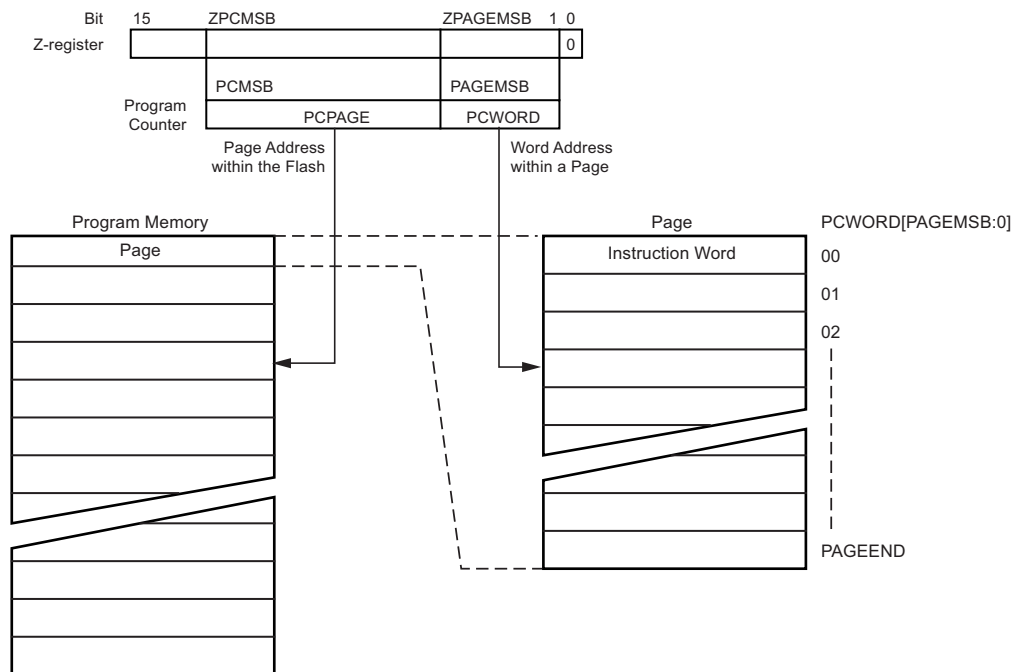 Bit 15 ZPCMSB ZPAGEMSB 1 0
Z-register 0
PCMSB PAGEMSB
Program
Counter
PCPAGE PCWORD
Page Address
within the Flash
Word Address
within a Page
Program Memory
Page
Page
Instruction Word
PCWORD[PAGEMSB:0]
00
01
02
PAGEEND